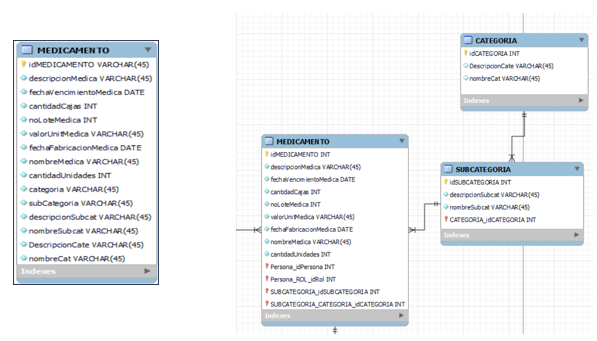 MEDICAMENTO
idMEDICAMENTO VARCHAR(45)
descripcionMedica VARCHAR(45)
fechaVencimientoMedica DATE
cantidadCajas INT
noLoteMedica INT
valorUnitMedica VARCHAR(45)
fechaFabricacionMedica DATE
nombreMedica VARCHAR(45)
cantidadUnidades INT
categoria VARCHAR(45)
subCategoria VARCHAR(45)
descripcionSubcat VARCHAR(45)
nombreSubcat VARCHAR(45)
DescripcionCate VARCHAR(45)
nombreCat VARCHAR(45)
Indexes
MEDICAMENTO
idMEDICAMENTO INT
descripcionMedica VARCHAR(45)
fechaVencimientoMedica DATE
cantidadCajas INT
noLoteMedica INT
valorUnitMedica VARCHAR(45)
fechaFabricacionMedica DATE
nombreMedica VARCHAR(45)
cantidadUnidades INT
Persona_idPersona INT
Persona_ROL_idRol INT
SUBCATEGORIA_idSUBCATEGORIA INT
SUBCATEGORIA_CATEGORIA_idCATEGORIA INT
Indexes
CATEGORIA
idCATEGORIA INT
DescripcionCate VARCHAR(45)
nombreCat VARCHAR(45)
Indexes
SUBCATEGORIA
idSUBCATEGORIA INT
descripcionSubcat VARCHAR(45)
nombreSubcat VARCHAR(45)
CATEGORIA_idCATEGORIA INT
Indexes